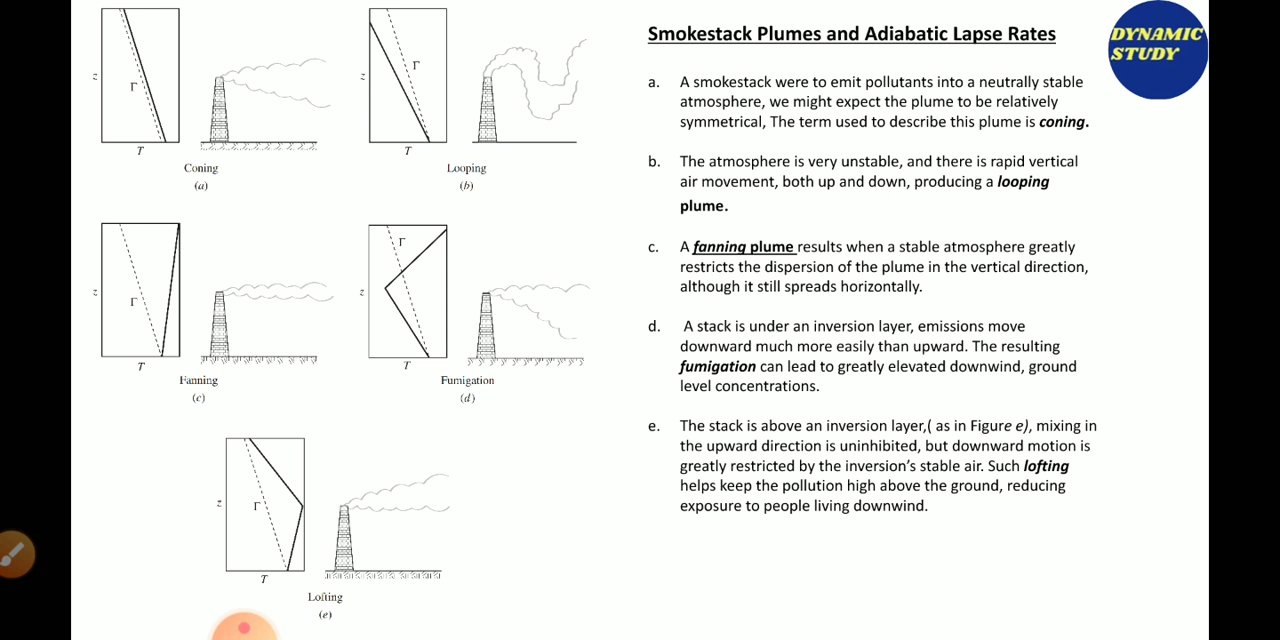 z
Γ
T
Coning
(a)
z
Γ
T
Looping
(b)
z
Γ
T
Fanning
(c)
z
Γ
T
Fumigation
(d)
z
Γ
T
Lofting
(e)
Smokestack Plumes and Adiabatic Lapse Rates
DYNAMIC
STUDY
a. A smokestack were to emit pollutants into a neutrally stable
atmosphere, we might expect the plume to be relatively
symmetrical, The term used to describe this plume is coning.
b. The atmosphere is very unstable, and there is rapid vertical
air movement, both up and down, producing a looping
plume.
c. A fanning plume results when a stable atmosphere greatly
restricts the dispersion of the plume in the vertical direction,
although it still spreads horizontally.
d. A stack is under an inversion layer, emissions move
downward much more easily than upward. The resulting
fumigation can lead to greatly elevated downwind, ground
level concentrations.
e. The stack is above an inversion layer,( as in Figure e), mixing in
the upward direction is uninhibited, but downward motion is
greatly restricted by the inversion's stable air. Such lofting
helps keep the pollution high above the ground, reducing
exposure to people living downwind.